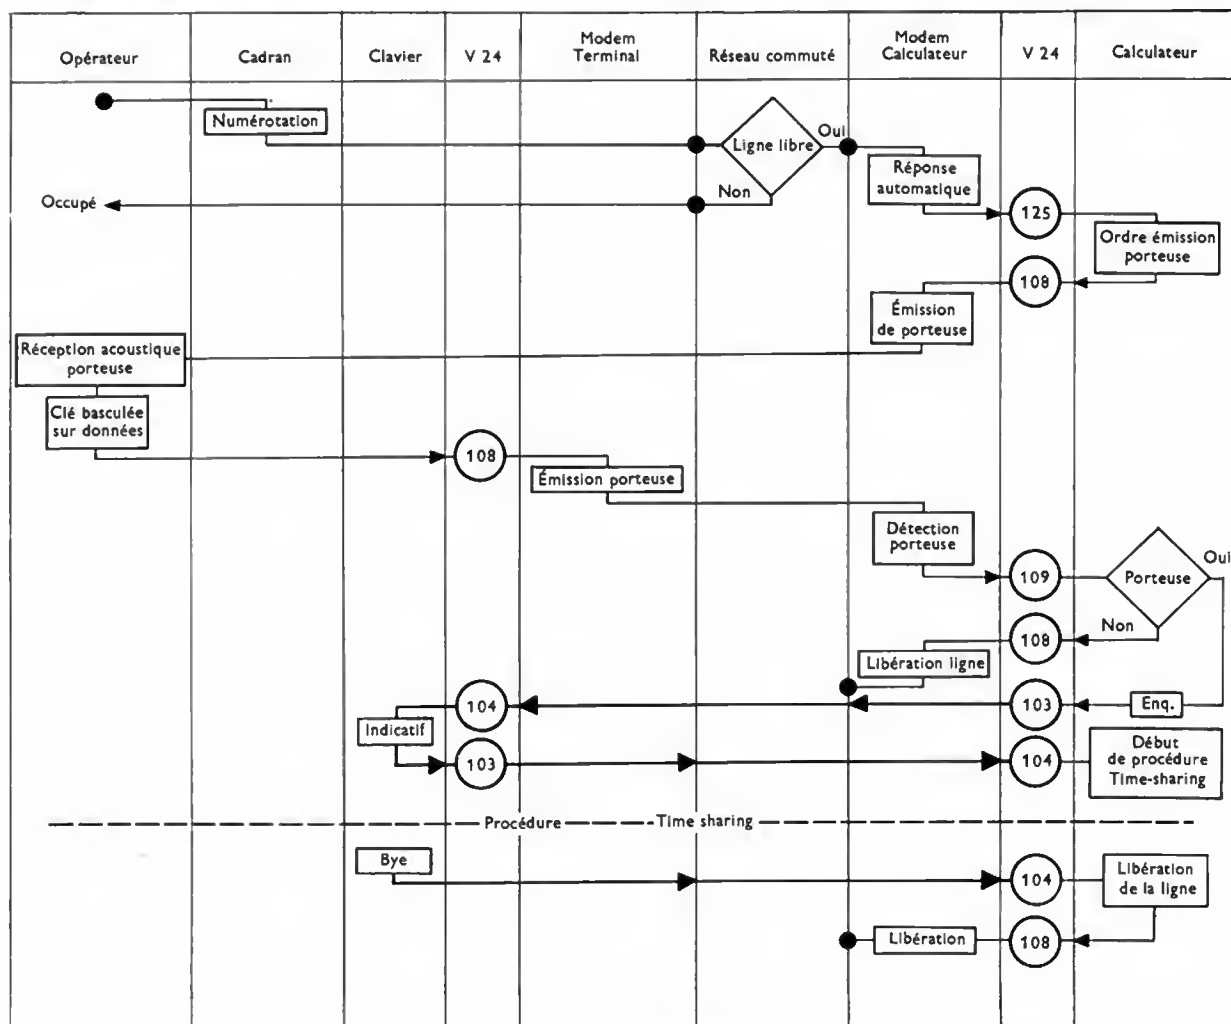 Opérateur
Cadran
Clavier
V 24
Modem
Terminal
Réseau commuté
Modem
Calculateur
V 24
Calculateur
Numérotation
Ligne libre
Oui
Réponse
automatique
Non
Occupé
125
Ordre émission
porteuse
108
Émission
de porteuse
Réception acoustique
porteuse
Clé basculée
sur données
108
Émission porteuse
Détection
porteuse
109
Porteuse
Oui
Non
108
Libération ligne
104
103
Enq.
Indicatif
103
104
Début
de procédure
Time-sharing
Procédure
Time sharing
Bye
104
Libération
de la ligne
Libération
108